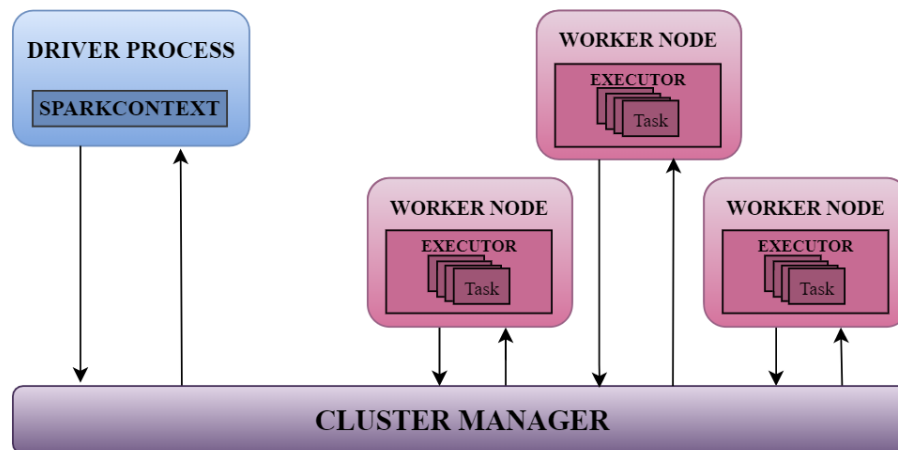 DRIVER PROCESS
SPARKCONTEXT
WORKER NODE
EXECUTOR
Task
WORKER NODE
EXECUTOR
Task
WORKER NODE
EXECUTOR
Task
CLUSTER MANAGER